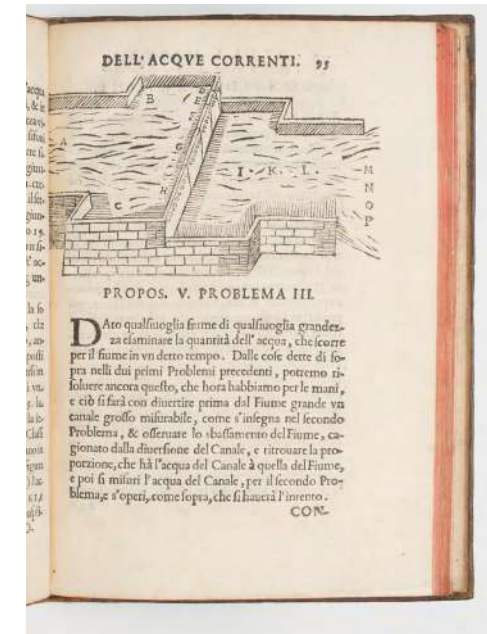 DELL'ACQVE CORRENTI. 95
B
A
C
D
E
G
H
I. K. L.
M
N
O
P
PROPOS. V. PROBLEMA III.
DAto qualsiuoglia fiume di qualsiuoglia grandez-
za esaminare la quantità dell'acqua, che scorre
per il fiume in vn detto tempo. Dalle cose dette di so-
pra nelli dui primi Problemi precedenti, potremo ri-
soluere ancora questo, che hora habbiamo per le mani,
e ciò si farà con diuertire prima dal Fiume grande vn
canale grosso misurabile, come s'insegna nel secondo
Problema, & osseruare lo sbassamento del Fiume, ca-
gionato dalla diuersione del Canale, e ritrouare la pro-
porzione, che hà l'acqua del Canale à quella del Fiume,
e poi si misuri l'acqua del Canale, per il secondo Pro-
blema, e s'operi, come sopra, che si hauerà l'intento.
CON-